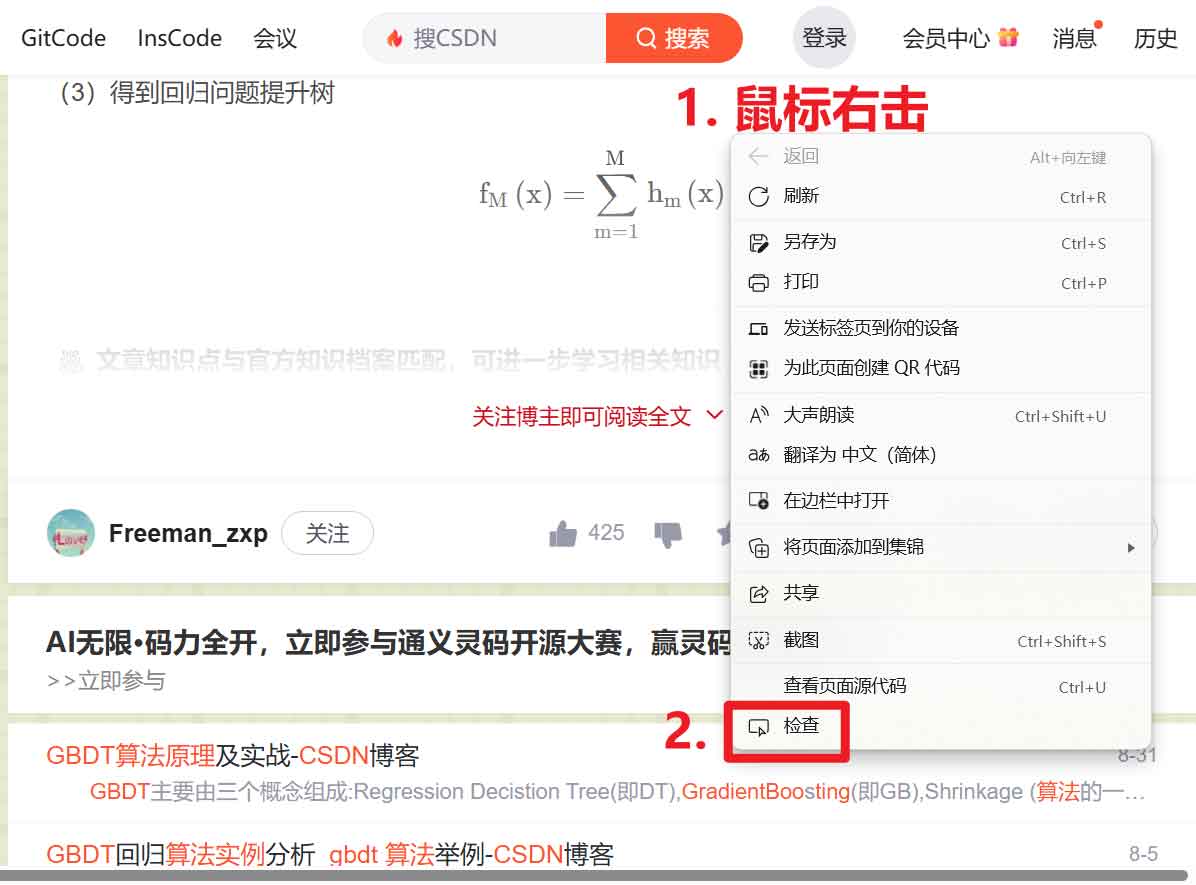 GitCode InsCode 会议 搜CSDN 搜索 登录 会员中心 消息 历史
（3）得到回归问题提升树
1. 鼠标右击
f_M (x) = ∑_{m=1}^{M} h_m (x)
文章知识点与官方知识档案匹配，可进一步学习相关知识
关注博主即可阅读全文
返回 Alt+向左键
刷新 Ctrl+R
另存为 Ctrl+S
打印 Ctrl+P
发送标签页到你的设备
为此页面创建 QR 代码
大声朗读 Ctrl+Shift+U
aあ 翻译为 中文（简体）
在边栏中打开
将页面添加到集锦
共享
截图 Ctrl+Shift+S
查看页面源代码 Ctrl+U
2. 检查
Love
Freeman_zxp 关注 425
AI无限•码力全开，立即参与通义灵码开源大赛，赢灵码
>>立即参与
GBDT算法原理及实战-CSDN博客 8-31
GBDT主要由三个概念组成:Regression Decistion Tree(即DT),GradientBoosting(即GB),Shrinkage (算法的一…
GBDT回归算法实例分析_gbdt 算法举例-CSDN博客 8-5